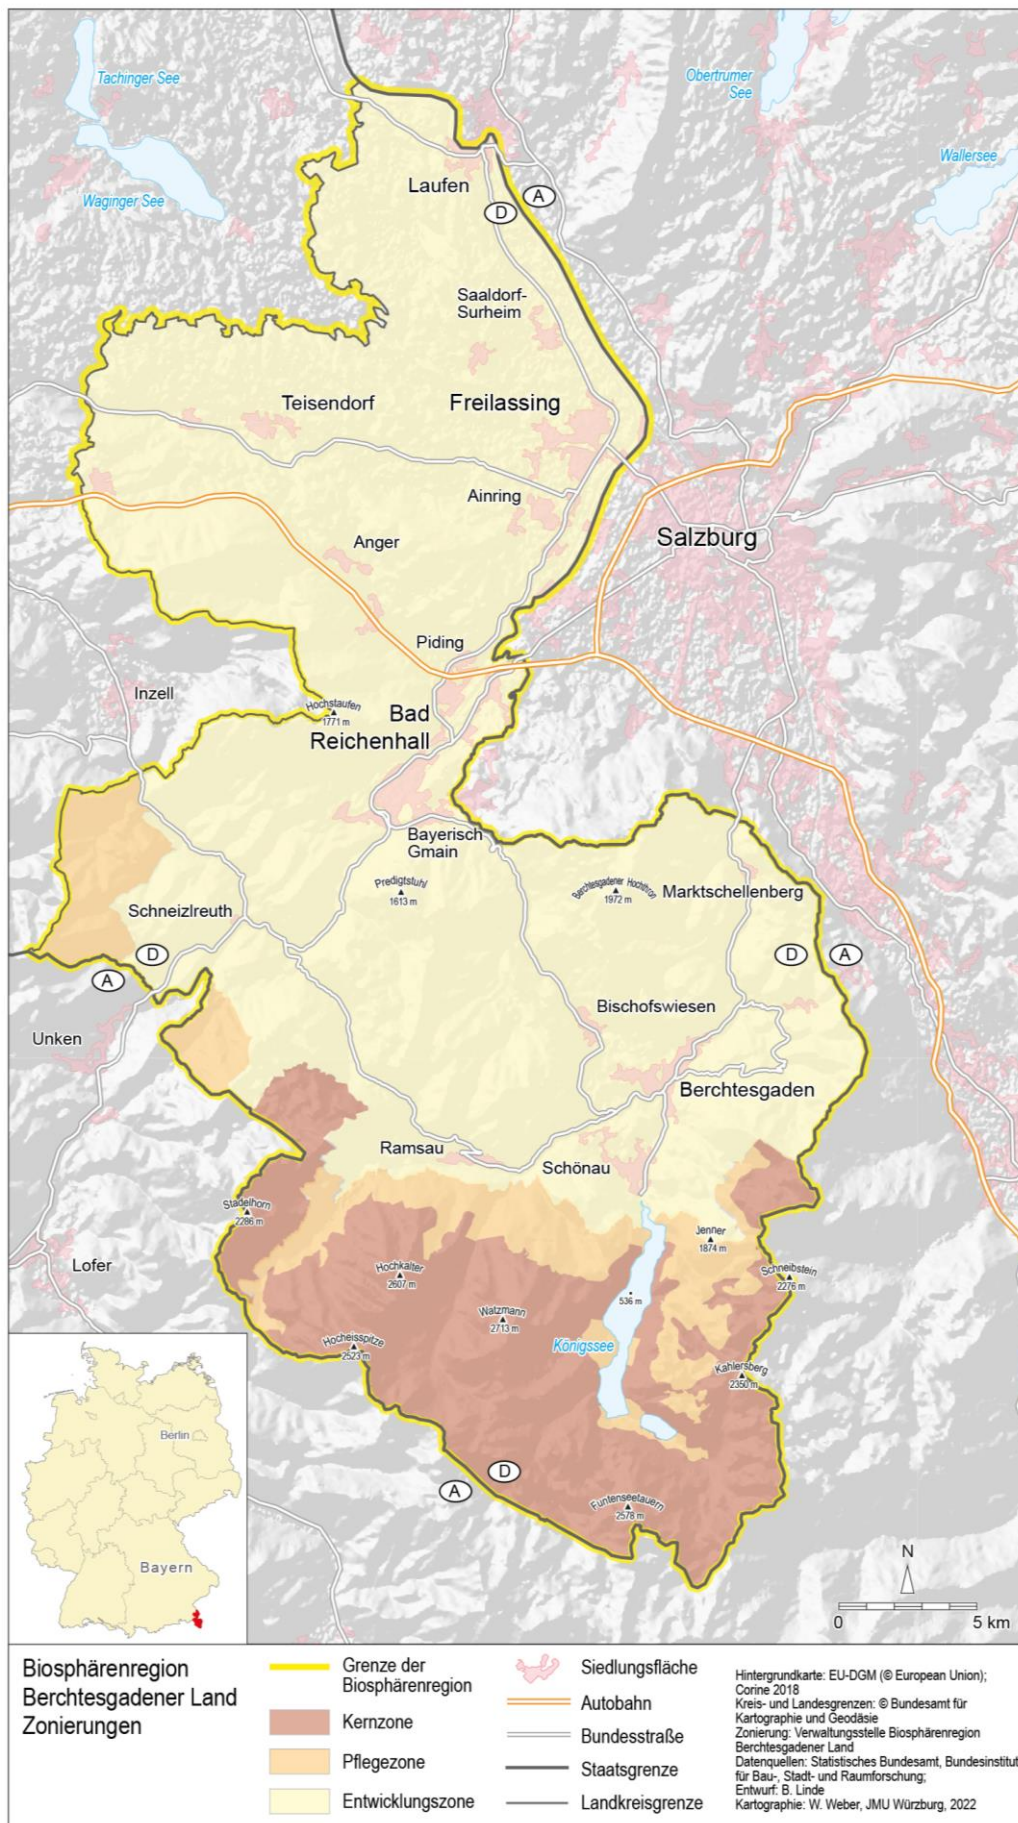 Tachinger See
Obertrumer
See
Waginger See
Wallersee
Laufen
A
D
Saaldorf-
Surheim
Teisendorf
Freilassing
Ainring
Salzburg
Anger
Piding
Inzell
Hochstaufen
1771 m
Bad
Reichenhall
Bayerisch
Gmain
Predigtstuhl
1613 m
Berchtesgadener Hochthron
1972 m
Marktschellenberg
Schneizlreuth
D
A
D
A
Unken
Bischofswiesen
Berchtesgaden
Ramsau
Schönau
Stadelhorn
2286 m
Jenner
1874 m
Lofer
Hochkalter
2607 m
Schneibstein
2276 m
536 m
Watzmann
2713 m
Hocheisspitze
2523 m
Königssee
Kahlersberg
2350 m
Berlin
D
A
Funtenseetauern
2578 m
Bayern
N
0 5 km
Biosphärenregion
Berchtesgadener Land
Zonierungen
Grenze der
Biosphärenregion
Kernzone
Pflegezone
Entwicklungszone
Siedlungsfläche
Autobahn
Bundesstraße
Staatsgrenze
Landkreisgrenze
Hintergrundkarte: EU-DGM (© European Union);
Corine 2018
Kreis- und Landesgrenzen: © Bundesamt für
Kartographie und Geodäsie
Zonierung: Verwaltungsstelle Biosphärenregion
Berchtesgadener Land
Datenquellen: Statistisches Bundesamt, Bundesinstitut
für Bau-, Stadt- und Raumforschung;
Entwurf: B. Linde
Kartographie: W. Weber, JMU Würzburg, 2022